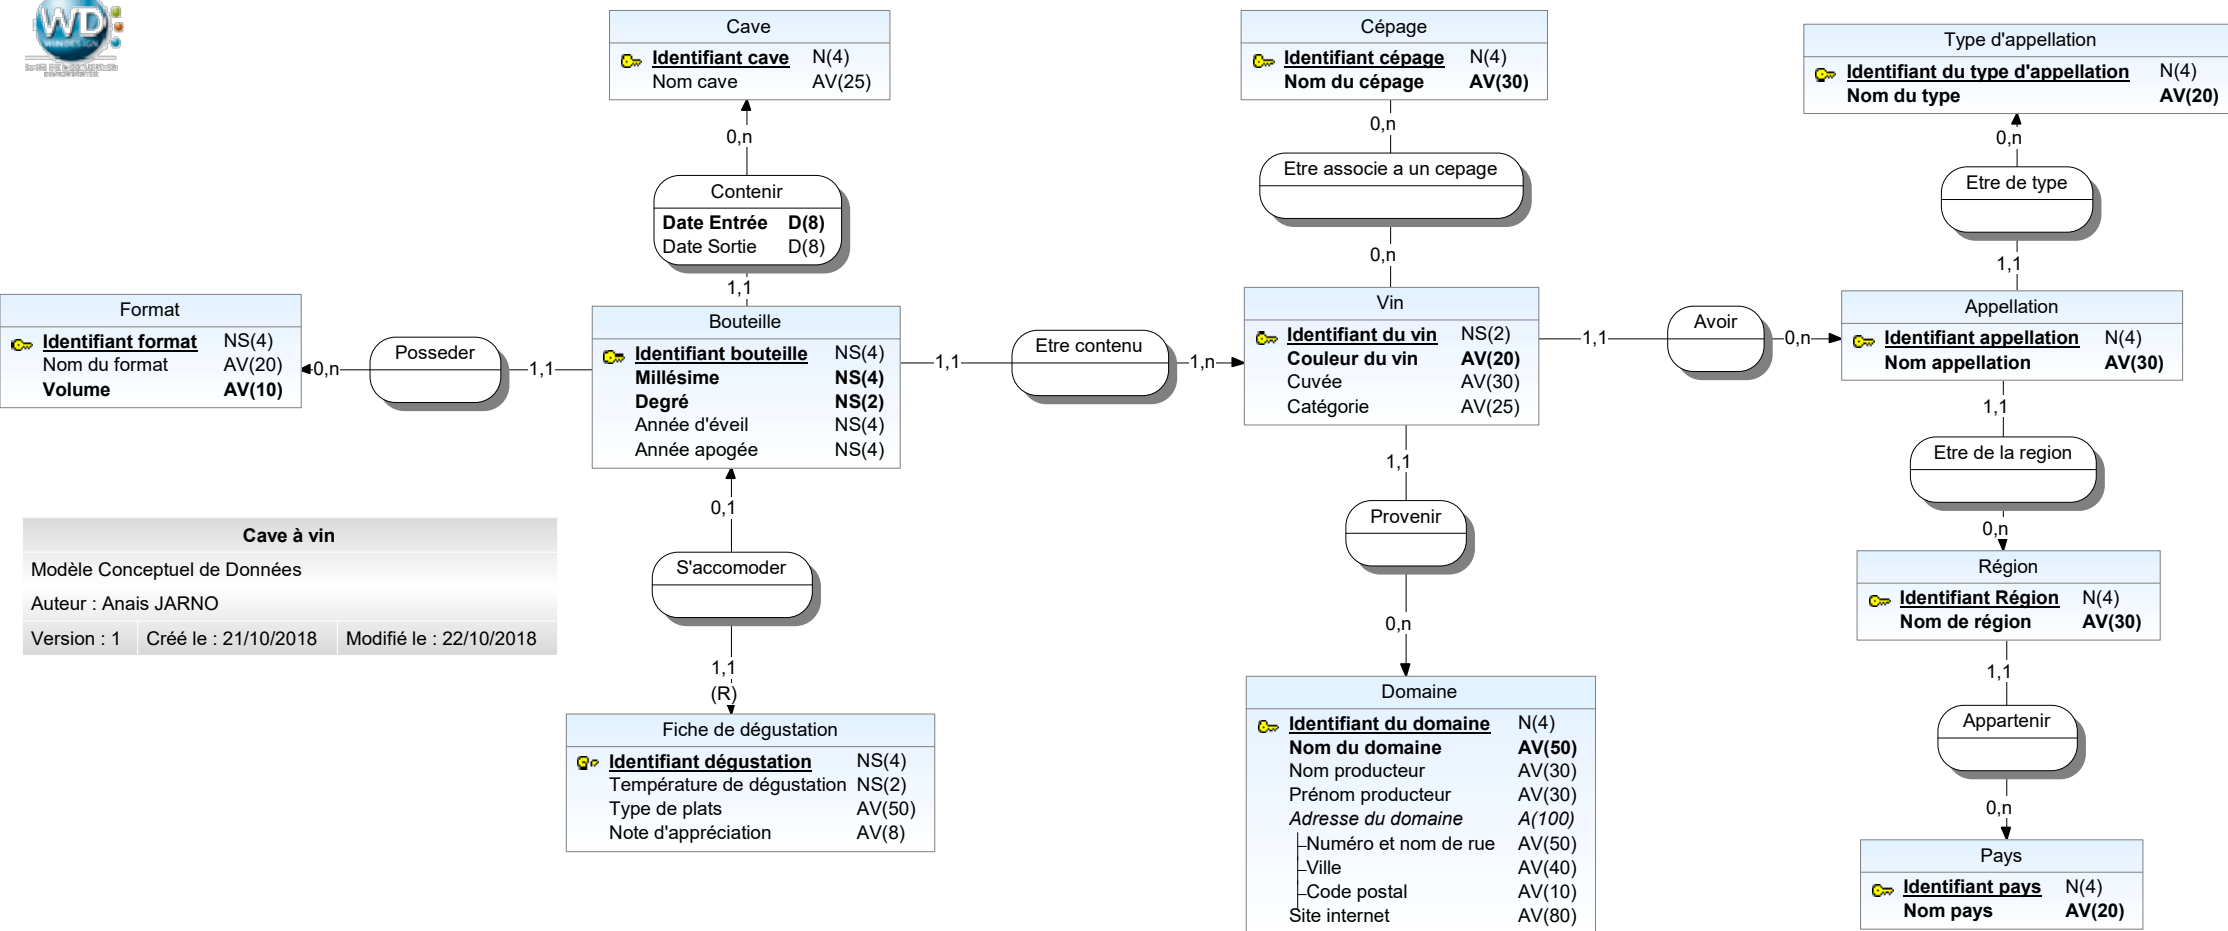 WD
WINDESIGN
Cave
Identifiant cave N(4)
Nom cave AV(25)
0,n
Contenir
Date Entrée D(8)
Date Sortie D(8)
1,1
Format
Identifiant format NS(4)
Nom du format AV(20)
Volume AV(10)
0,n
Posseder
1,1
Bouteille
Identifiant bouteille NS(4)
Millésime NS(4)
Degré NS(2)
Année d'éveil NS(4)
Année apogée NS(4)
0,1
S'accomoder
1,1
(R)
Fiche de dégustation
Identifiant dégustation NS(4)
Température de dégustation NS(2)
Type de plats AV(50)
Note d'appréciation AV(8)
Cave à vin
Modèle Conceptuel de Données
Auteur : Anais JARNO
Version : 1 Créé le : 21/10/2018 Modifié le : 22/10/2018
1,1
Etre contenu
1,n
Cépage
Identifiant cépage N(4)
Nom du cépage AV(30)
0,n
Etre associe a un cepage
0,n
Vin
Identifiant du vin NS(2)
Couleur du vin AV(20)
Cuvée AV(30)
Catégorie AV(25)
1,1
Provenir
0,n
Domaine
Identifiant du domaine N(4)
Nom du domaine AV(50)
Nom producteur AV(30)
Prénom producteur AV(30)
Adresse du domaine A(100)
Numéro et nom de rue AV(50)
Ville AV(40)
Code postal AV(10)
Site internet AV(80)
1,1
Avoir
0,n
Type d'appellation
Identifiant du type d'appellation N(4)
Nom du type AV(20)
0,n
Etre de type
1,1
Appellation
Identifiant appellation N(4)
Nom appellation AV(30)
1,1
Etre de la region
0,n
Région
Identifiant Région N(4)
Nom de région AV(30)
1,1
Appartenir
0,n
Pays
Identifiant pays N(4)
Nom pays AV(20)